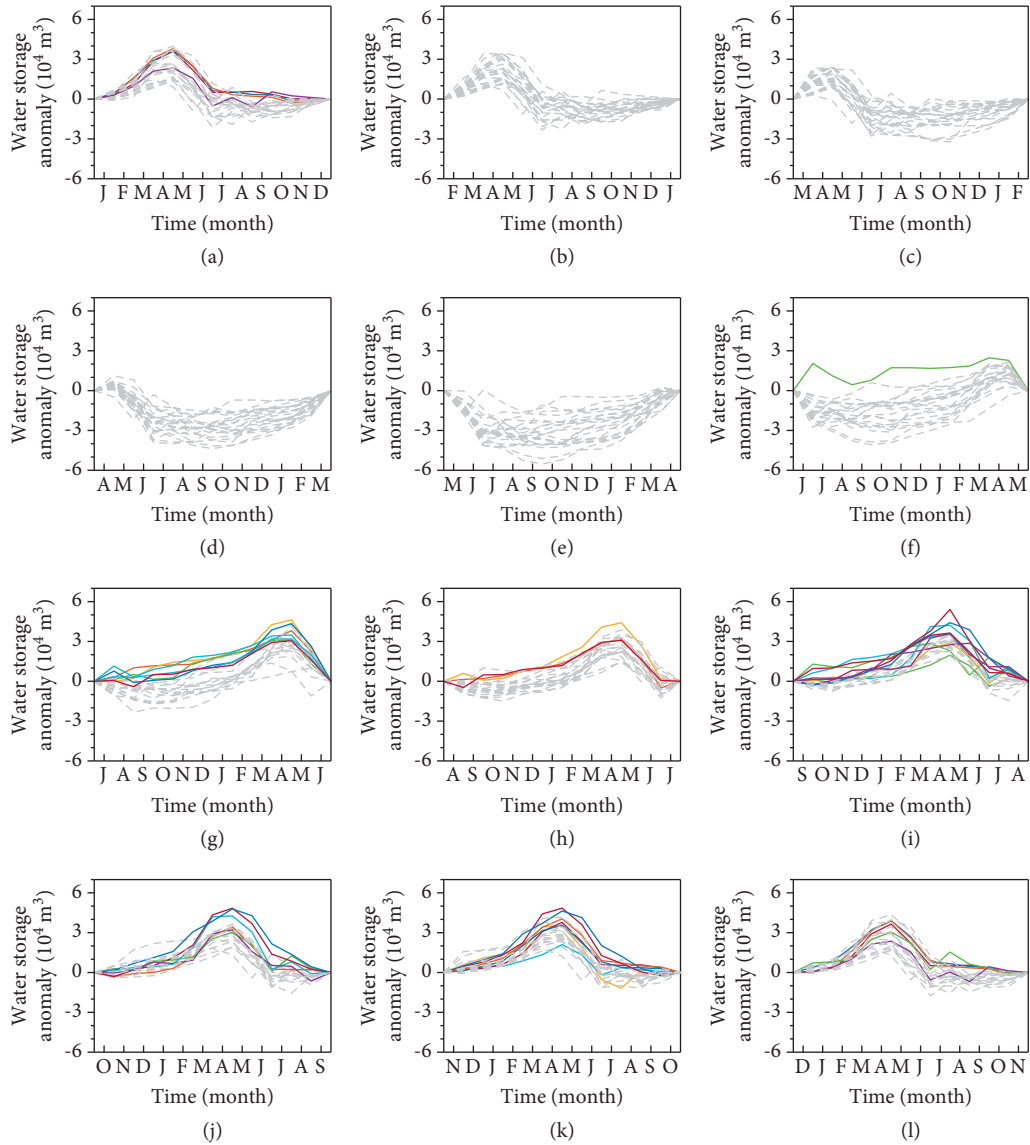 Water storage anomaly (10⁴ m³)
6
3
0
-3
-6
J F M A M J J A S O N D
Time (month)
(a)
Water storage anomaly (10⁴ m³)
6
3
0
-3
-6
F M A M J J A S O N D J
Time (month)
(b)
Water storage anomaly (10⁴ m³)
6
3
0
-3
-6
M A M J J A S O N D J F
Time (month)
(c)
Water storage anomaly (10⁴ m³)
6
3
0
-3
-6
A M J J A S O N D J F M
Time (month)
(d)
Water storage anomaly (10⁴ m³)
6
3
0
-3
-6
M J J A S O N D J F M A
Time (month)
(e)
Water storage anomaly (10⁴ m³)
6
3
0
-3
-6
J J A S O N D J F M A M
Time (month)
(f)
Water storage anomaly (10⁴ m³)
6
3
0
-3
-6
J A S O N D J F M A M J
Time (month)
(g)
Water storage anomaly (10⁴ m³)
6
3
0
-3
-6
A S O N D J F M A M J J
Time (month)
(h)
Water storage anomaly (10⁴ m³)
6
3
0
-3
-6
S O N D J F M A M J J A
Time (month)
(i)
Water storage anomaly (10⁴ m³)
6
3
0
-3
-6
O N D J F M A M J J A S
Time (month)
(j)
Water storage anomaly (10⁴ m³)
6
3
0
-3
-6
N D J F M A M J J A S O
Time (month)
(k)
Water storage anomaly (10⁴ m³)
6
3
0
-3
-6
D J F M A M J J A S O N
Time (month)
(l)